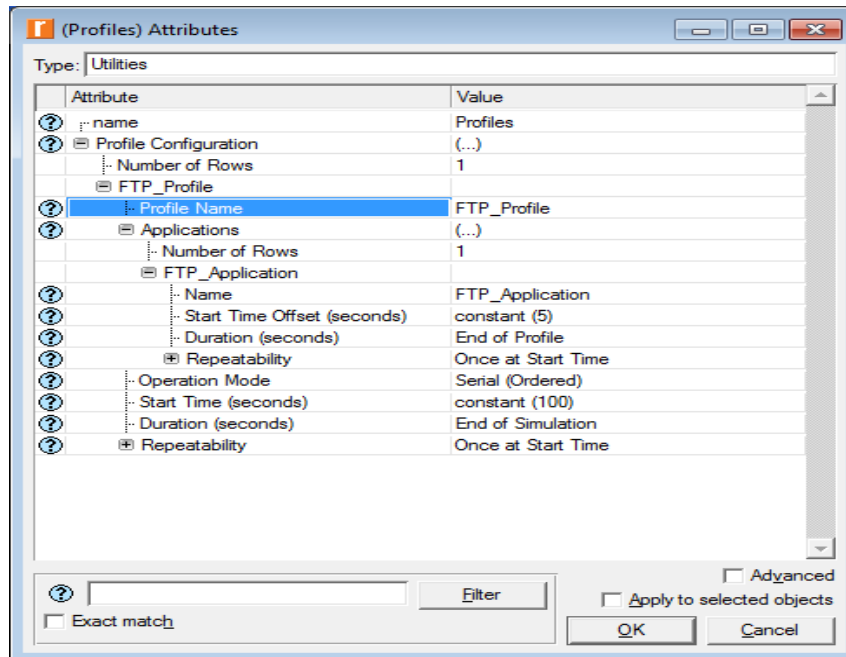 (Profiles) Attributes
Type: Utilities
Attribute Value
name Profiles
Profile Configuration (...)
Number of Rows 1
FTP_Profile
Profile Name FTP_Profile
Applications (...)
Number of Rows 1
FTP_Application
Name FTP_Application
Start Time Offset (seconds) constant (5)
Duration (seconds) End of Profile
Repeatability Once at Start Time
Operation Mode Serial (Ordered)
Start Time (seconds) constant (100)
Duration (seconds) End of Simulation
Repeatability Once at Start Time
Advanced
Filter
Apply to selected objects
Exact match
OK Cancel